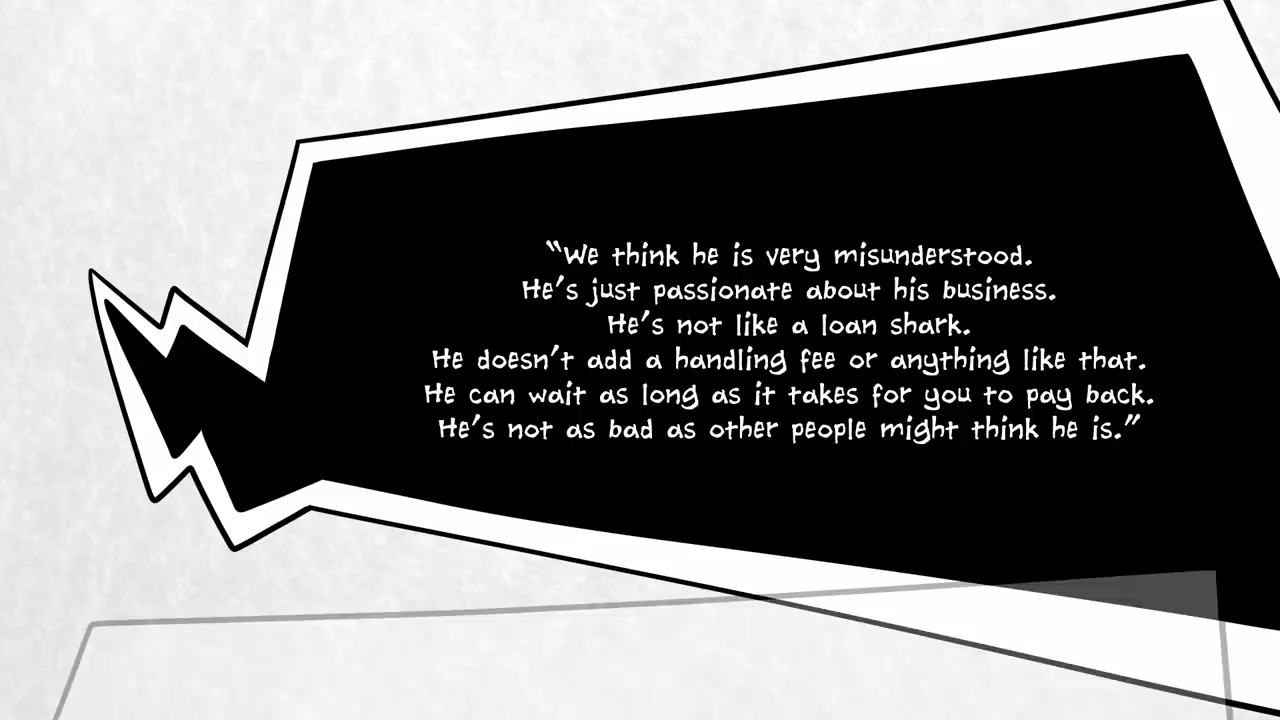 “We think he is very misunderstood.
He's just passionate about his business.
He's not like a loan shark.
He doesn't add a handling fee or anything like that.
He can wait as long as it takes for you to pay back.
He's not as bad as other people might think he is.”